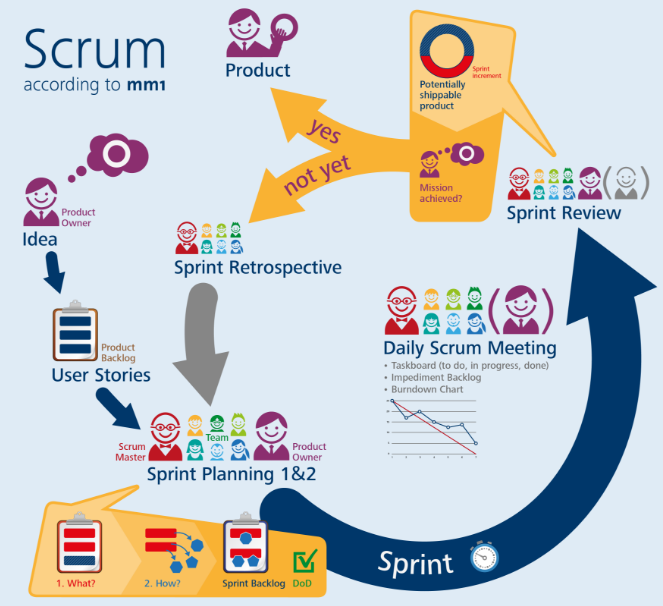 Scrum
according to mm1
Product
Sprint
increment
Potentially
shippable
product
yes
not yet
Mission
achieved?
Sprint Review
Product
Owner
Idea
Sprint Retrospective
Product
Backlog
User Stories
Daily Scrum Meeting
• Taskboard (to do, in progress, done)
• Impediment Backlog
• Burndown Chart
Scrum
Master
Team
Product
Owner
Sprint Planning 1&2
1. What?
2. How?
Sprint Backlog
DoD
Sprint